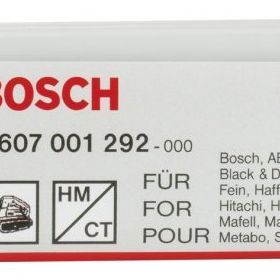 BOSCH
607 001 292 - 000
HM
CT
FÜR
FOR
POUR
Bosch,
Black &
Fein,
Hitachi,
Mafell,
Metabo,